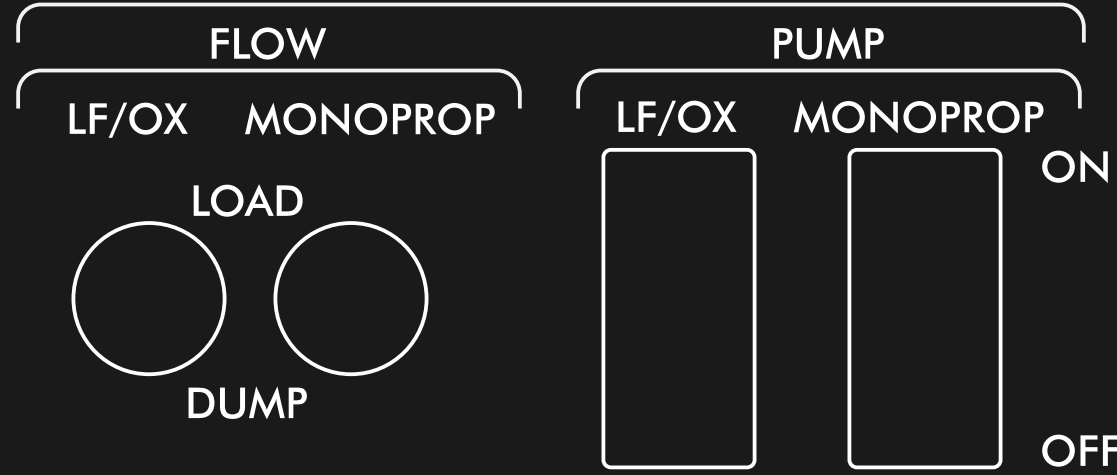 FLOW PUMP
LF/OX MONOPROP LF/OX MONOPROP
ON
LOAD
DUMP
OFF